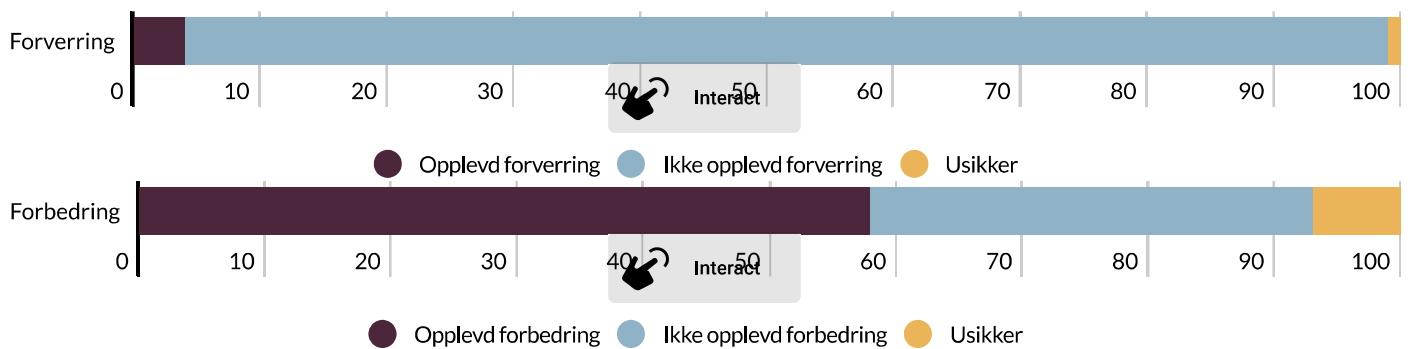 Forverring
0 10 20 30 40 50 60 70 80 90 100
Interact
Opplevd forverring Ikke opplevd forverring Usikker
Forbedring
0 10 20 30 40 50 60 70 80 90 100
Interact
Opplevd forbedring Ikke opplevd forbedring Usikker